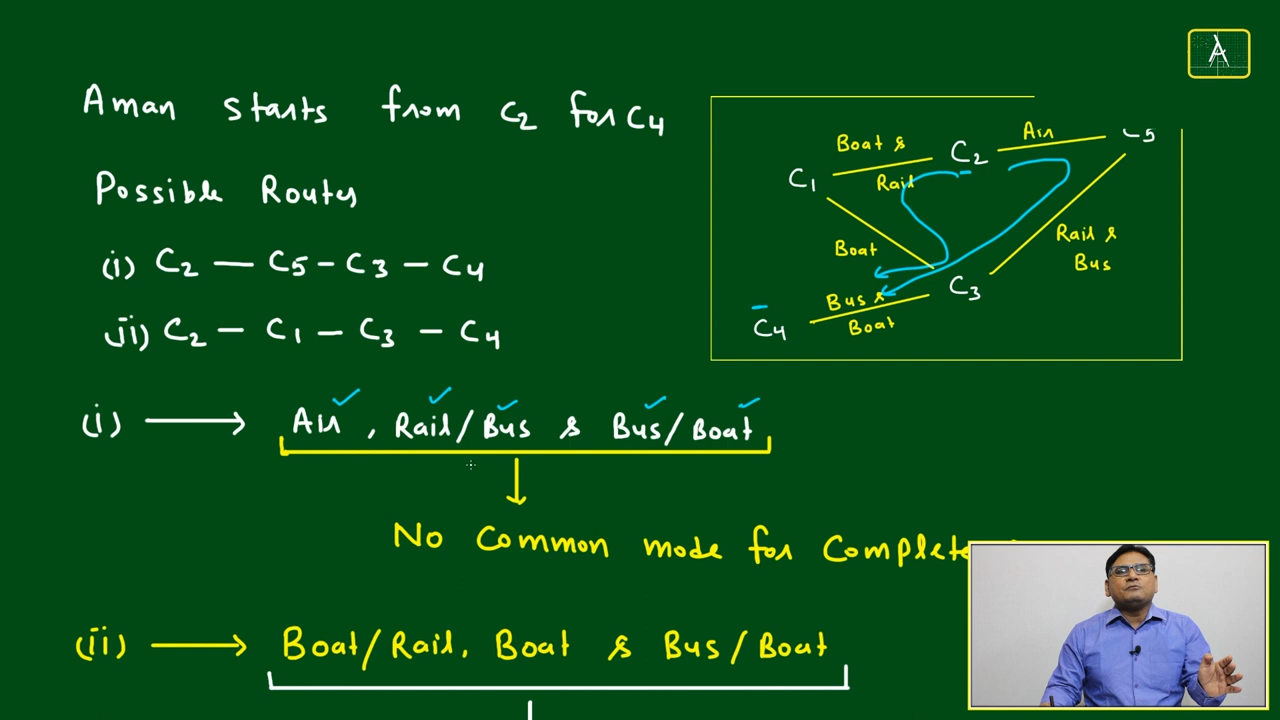 Aman starts from C2 for C4
Possible Routes
(i) C2 — C5 – C3 – C4
(ii) C2 – C1 – C3 – C4
(i) → Air, Rail/Bus & Bus/Boat
No common mode for complete
(ii) → Boat/Rail, Boat & Bus/Boat
C1
Boat &
Rail
C2
Air
C5
Boat
Rail &
Bus
C3
Bus &
Boat
C4
A